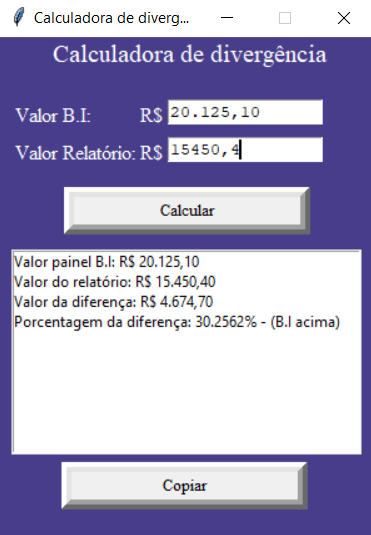 Calculadora de diverg...
Calculadora de divergência
Valor B.I: R$ 20.125,10
Valor Relatório: R$ 15450,4
Calcular
Valor painel B.I: R$ 20.125,10
Valor do relatório: R$ 15.450,40
Valor da diferença: R$ 4.674,70
Porcentagem da diferença: 30.2562% - (B.I acima)
Copiar